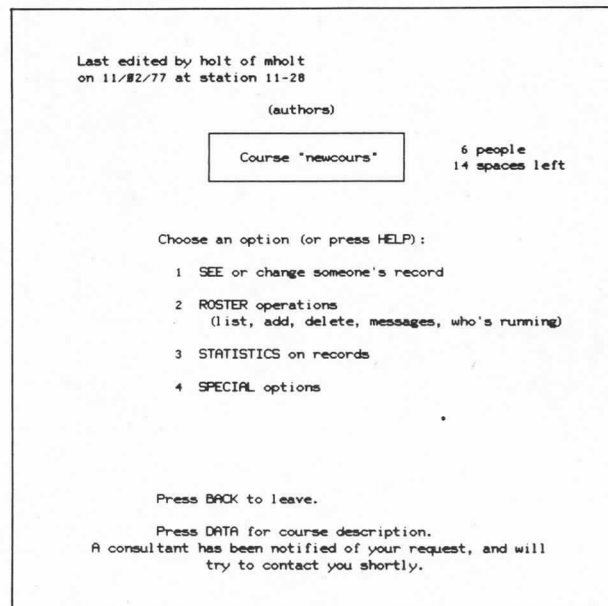 Last edited by holt of mholt
on 11/02/77 at station 11-28
(authors)
Course "newcours"
6 people
14 spaces left
Choose an option (or press HELP):
1 SEE or change someone's record
2 ROSTER operations
(list, add, delete, messages, who's running)
3 STATISTICS on records
4 SPECIAL options
Press BACK to leave.
Press DATA for course description.
A consultant has been notified of your request, and will
try to contact you shortly.